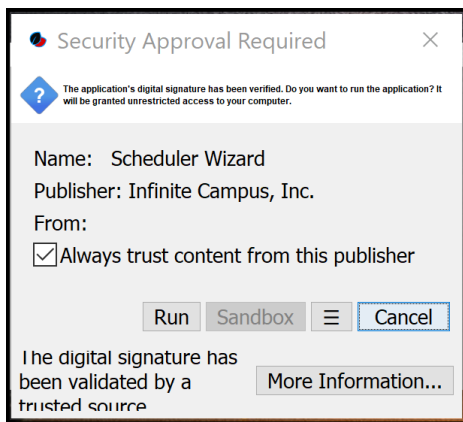 Security Approval Required
The application's digital signature has been verified. Do you want to run the application? It
will be granted unrestricted access to your computer.
Name: Scheduler Wizard
Publisher: Infinite Campus, Inc.
From:
Always trust content from this publisher
Run Sandbox ☰ Cancel
The digital signature has
been validated by a
trusted source
More Information...